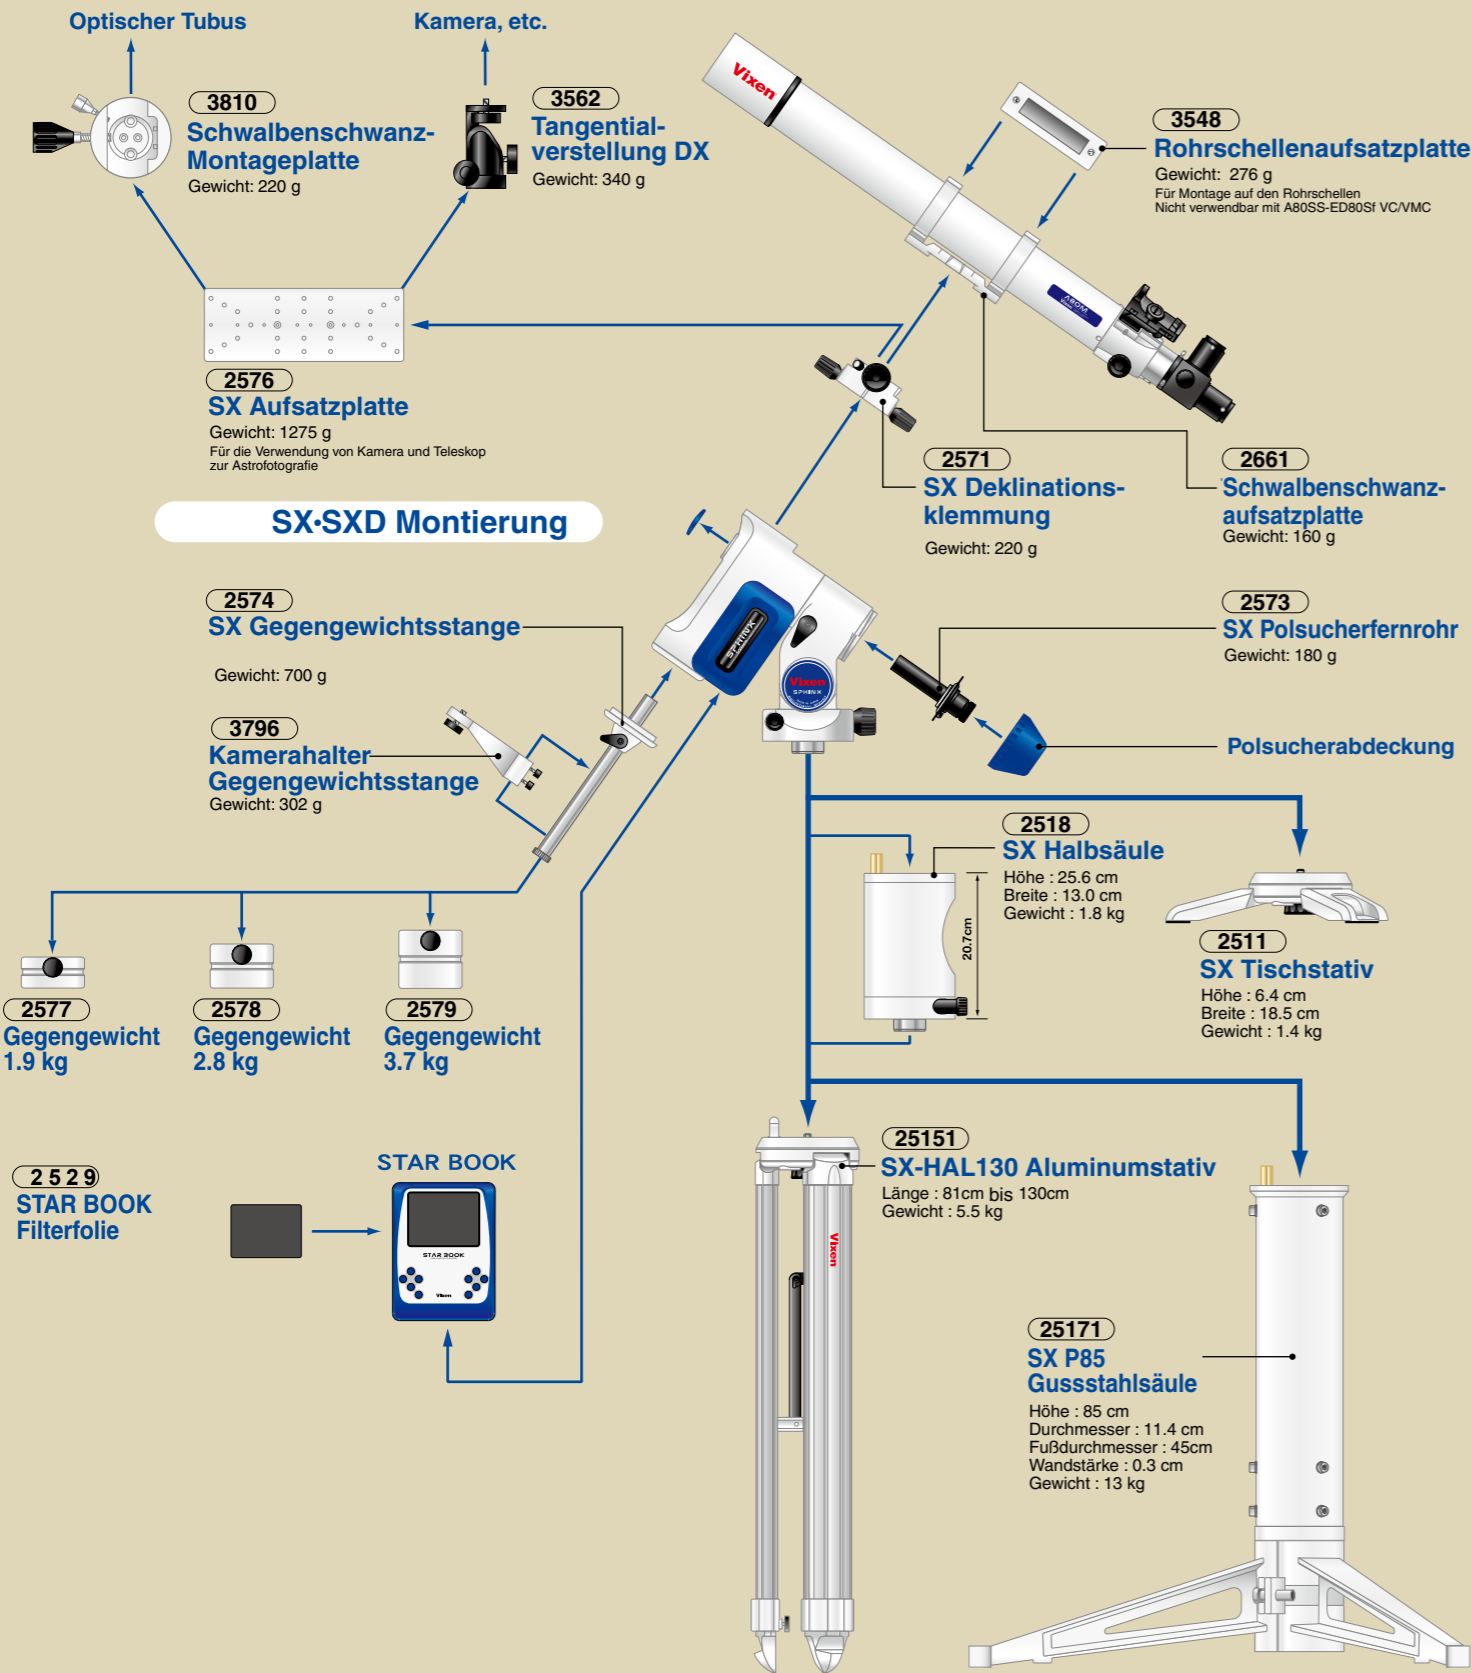 Optischer Tubus
Kamera, etc.
3810
Schwalbenschwanz-
Montageplatte
Gewicht: 220 g
3562
Tangential-
verstellung DX
Gewicht: 340 g
Vixen
3548
Rohrschellenaufsatzplatte
Gewicht: 276 g
Für Montage auf den Rohrschellen
Nicht verwendbar mit A80SS-ED80Sf VC/VMC
A80M
2576
SX Aufsatzplatte
Gewicht: 1275 g
Für die Verwendung von Kamera und Teleskop
zur Astrofotografie
2571
SX Deklinations-
klemmung
Gewicht: 220 g
2661
Schwalbenschwanz-
aufsatzplatte
Gewicht: 160 g
SX•SXD Montierung
2574
SX Gegengewichtsstange
Gewicht: 700 g
SPHINX
Vixen
SPHINX
2573
SX Polsucherfernrohr
Gewicht: 180 g
3796
Kamerahalter
Gegengewichtsstange
Gewicht: 302 g
Polsucherabdeckung
2518
SX Halbsäule
Höhe : 25.6 cm
Breite : 13.0 cm
Gewicht : 1.8 kg
20.7cm
2511
SX Tischstativ
Höhe : 6.4 cm
Breite : 18.5 cm
Gewicht : 1.4 kg
2577
Gegengewicht
1.9 kg
2578
Gegengewicht
2.8 kg
2579
Gegengewicht
3.7 kg
2529
STAR BOOK
Filterfolie
STAR BOOK
STAR BOOK
Vixen
25151
SX-HAL130 Aluminumstativ
Länge : 81cm bis 130cm
Gewicht : 5.5 kg
Vixen
25171
SX P85
Gussstahlsäule
Höhe : 85 cm
Durchmesser : 11.4 cm
Fußdurchmesser : 45cm
Wandstärke : 0.3 cm
Gewicht : 13 kg